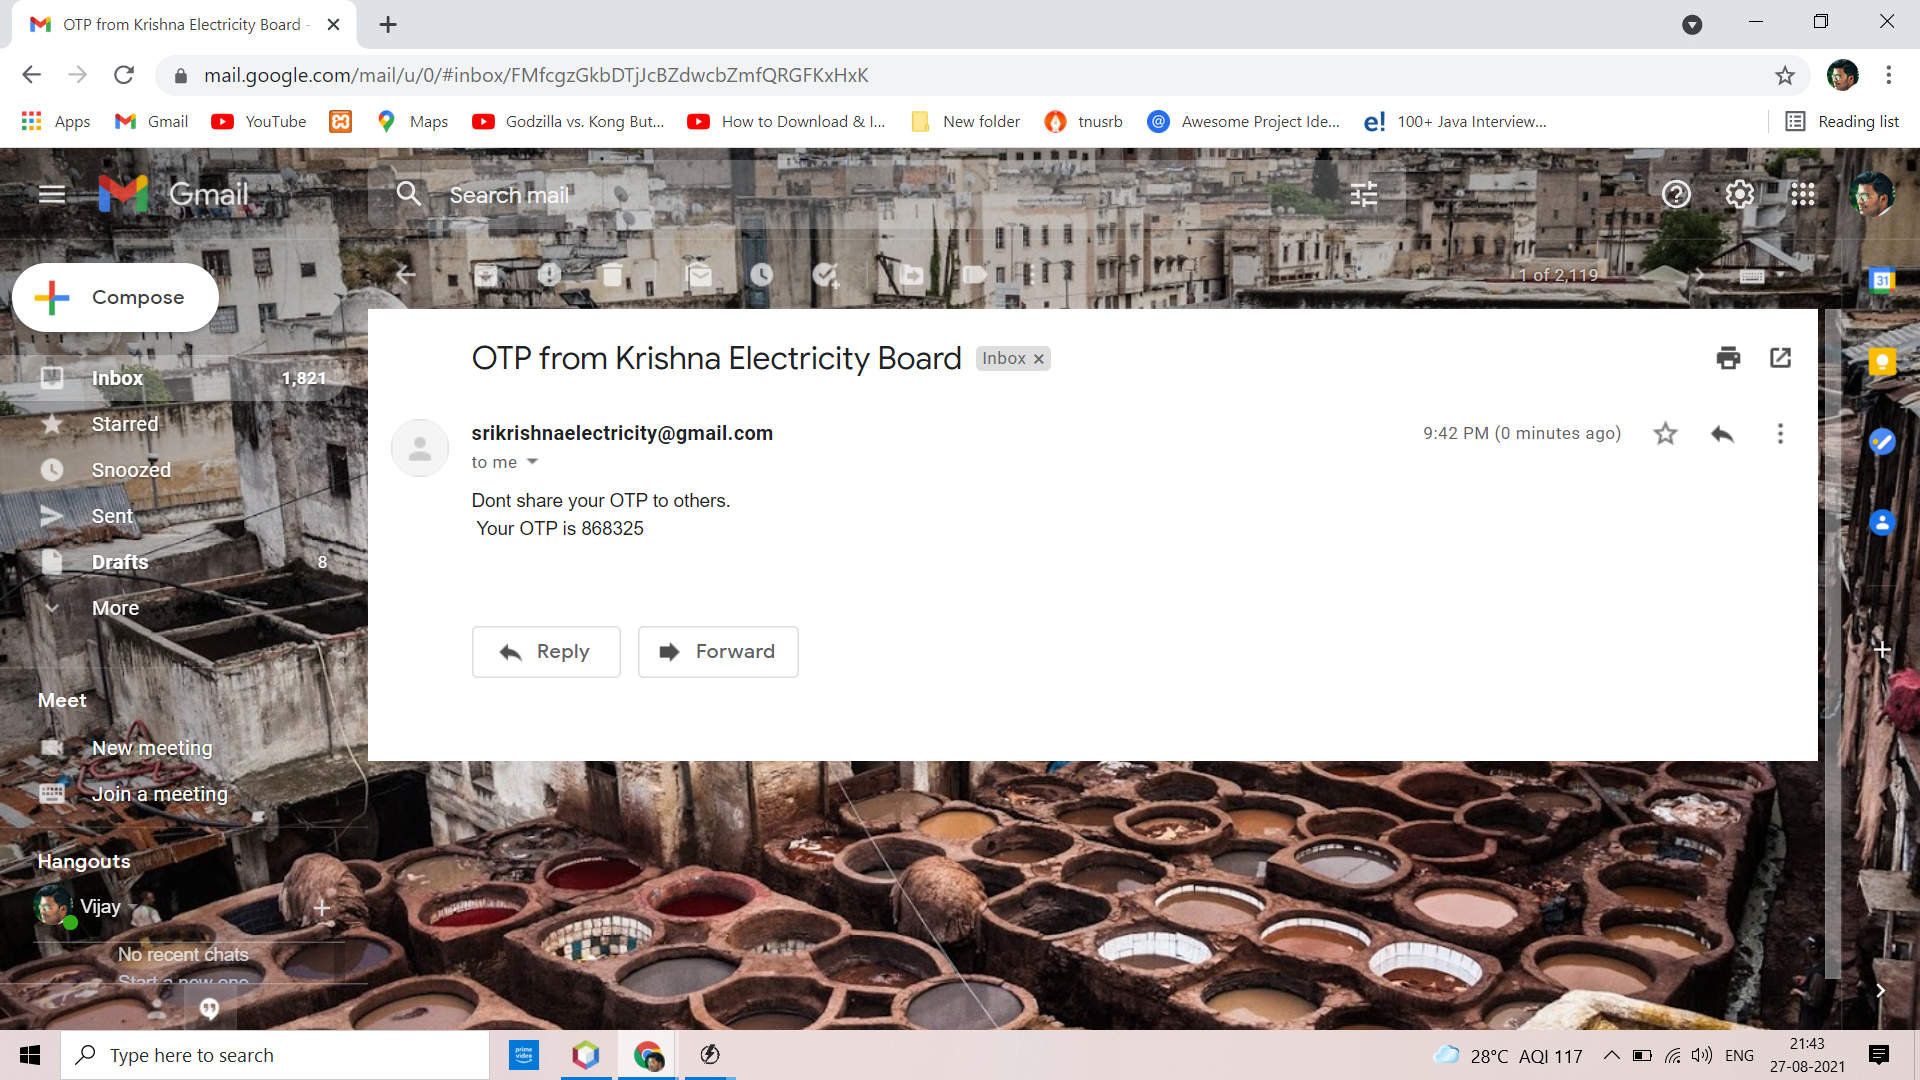 OTP from Krishna Electricity Board -
mail.google.com/mail/u/0/#inbox/FMfcgzGkbDTjJcBZdwcbZmfQRGFKxHxK
Apps Gmail YouTube Maps Godzilla vs. Kong But... How to Download & I... New folder tnusrb Awesome Project Ide... e! 100+ Java Interview... Reading list
Gmail Search mail
1 of 2,119
31
Compose
OTP from Krishna Electricity Board Inbox
Inbox 1,821
Starred
srikrishnaelectricity@gmail.com 9:42 PM (0 minutes ago)
to me
Snoozed
Dont share your OTP to others.
Sent
Your OTP is 868325
Drafts 8
More
Reply Forward
Meet
New meeting
Join a meeting
Hangouts
Vijay
No recent chats
Start a new one
Type here to search
prime video
28°C AQI 117 ENG
21:43
27-08-2021